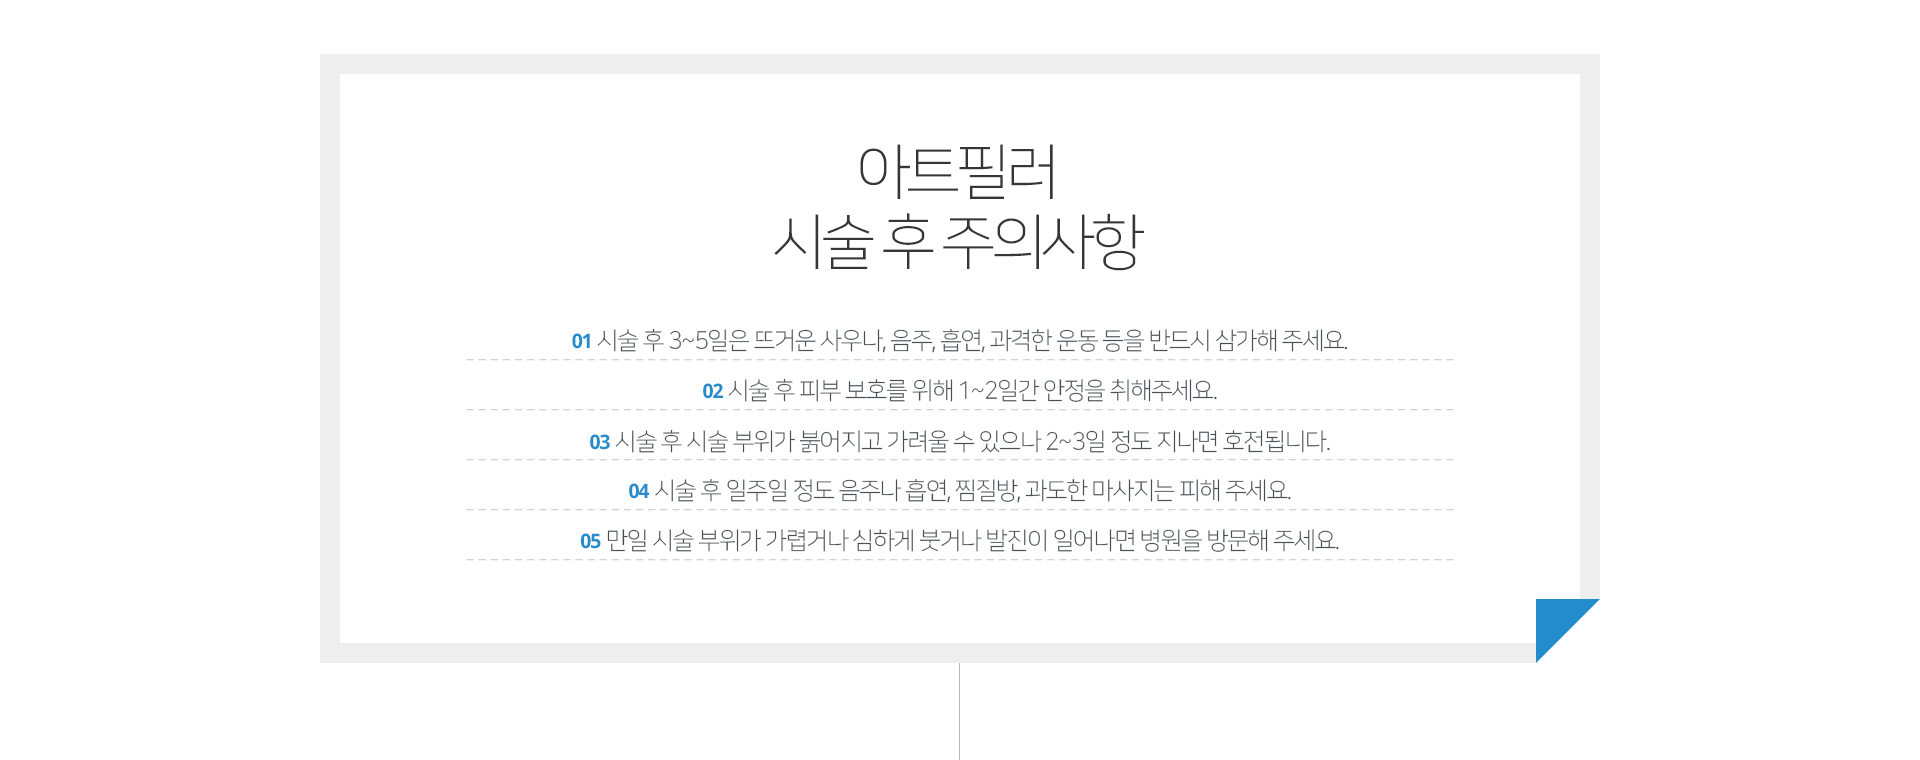 아트필러
시술 후 주의사항
01 시술 후 3~5일은 뜨거운 사우나, 음주, 흡연, 과격한 운동 등을 반드시 삼가해 주세요.
02 시술 후 피부 보호를 위해 1~2일간 안정을 취해주세요.
03 시술 후 시술 부위가 붉어지고 가려울 수 있으나 2~3일 정도 지나면 호전됩니다.
04 시술 후 일주일 정도 음주나 흡연, 찜질방, 과도한 마사지는 피해 주세요.
05 만일 시술 부위가 가렵거나 심하게 붓거나 발진이 일어나면 병원을 방문해 주세요.